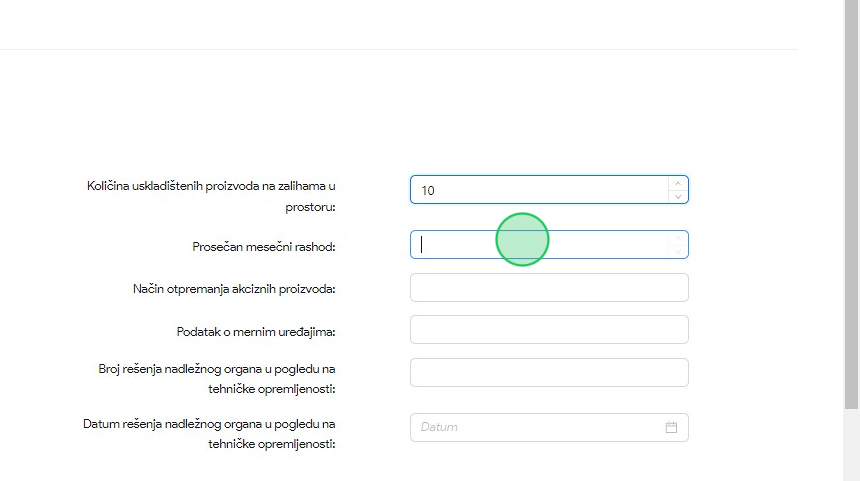 Količina uskladištenih proizvoda na zalihama u
prostoru:
10
Prosečan mesečni rashod:
Način otpremanja akciznih proizvoda:
Podatak o mernim uređajima:
Broj rešenja nadležnog organa u pogledu na
tehničke opremljenosti:
Datum rešenja nadležnog organa u pogledu na
tehničke opremljenosti:
Datum